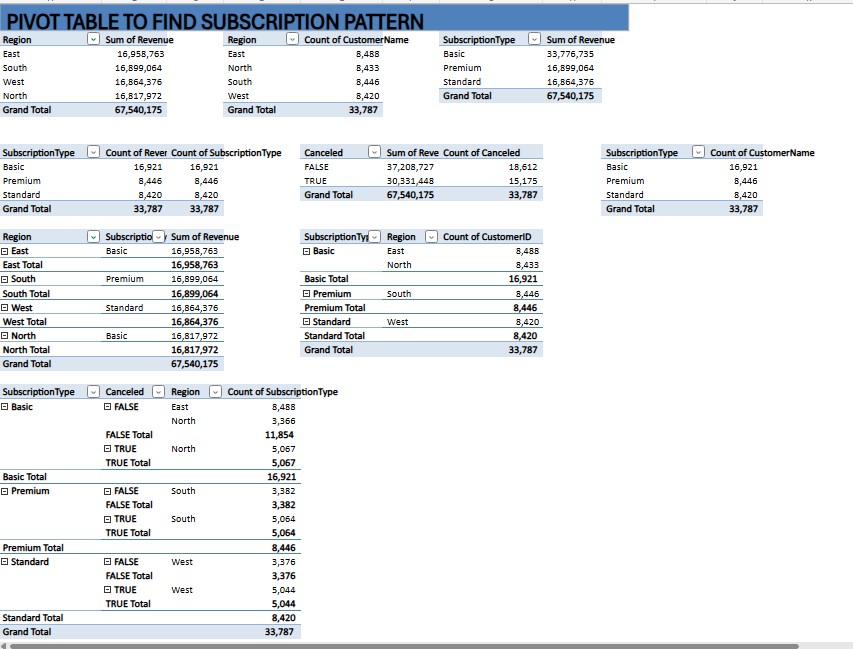 PIVOT TABLE TO FIND SUBSCRIPTION PATTERN
Region Sum of Revenue Region Count of CustomerName SubscriptionType Sum of Revenue
East 16,958,763 East 8,488 Basic 33,776,735
South 16,899,064 North 8,433 Premium 16,899,064
West 16,864,376 South 8,446 Standard 16,864,376
North 16,817,972 West 8,420 Grand Total 67,540,175
Grand Total 67,540,175 Grand Total 33,787
SubscriptionType Count of Rever Count of SubscriptionType Canceled Sum of Reve Count of Canceled SubscriptionType Count of CustomerName
Basic 16,921 16,921 FALSE 37,208,727 18,612 Basic 16,921
Premium 8,446 8,446 TRUE 30,331,448 15,175 Premium 8,446
Standard 8,420 8,420 Grand Total 67,540,175 33,787 Standard 8,420
Grand Total 33,787 33,787 Grand Total 33,787
Region Subscriptio Sum of Revenue SubscriptionTyp Region Count of CustomerID
East Basic 16,958,763 Basic East 8,488
East Total 16,958,763 North 8,433
South Premium 16,899,064 Basic Total 16,921
South Total 16,899,064 Premium South 8,446
West Standard 16,864,376 Premium Total 8,446
West Total 16,864,376 Standard West 8,420
North Basic 16,817,972 Standard Total 8,420
North Total 16,817,972 Grand Total 33,787
Grand Total 67,540,175
SubscriptionType Canceled Region Count of SubscriptionType
Basic FALSE East 8,488
North 3,366
FALSE Total 11,854
TRUE North 5,067
TRUE Total 5,067
Basic Total 16,921
Premium FALSE South 3,382
FALSE Total 3,382
TRUE South 5,064
TRUE Total 5,064
Premium Total 8,446
Standard FALSE West 3,376
FALSE Total 3,376
TRUE West 5,044
TRUE Total 5,044
Standard Total 8,420
Grand Total 33,787